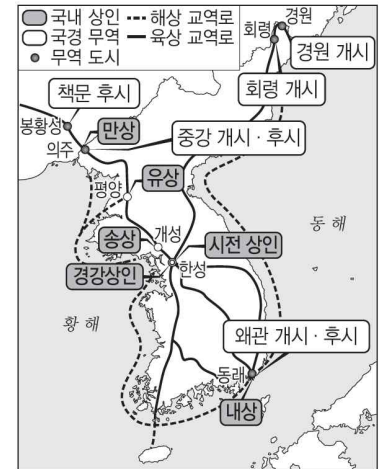 국내 상인 해상 교역로
국경 무역 육상 교역로
무역 도시
경원
회령
경원 개시
회령 개시
책문 후시
봉황성
만상
의주
중강 개시 · 후시
유상
평양
동해
송상
개성
시전 상인
경강상인
한성
황해
왜관 개시 · 후시
동래
내상